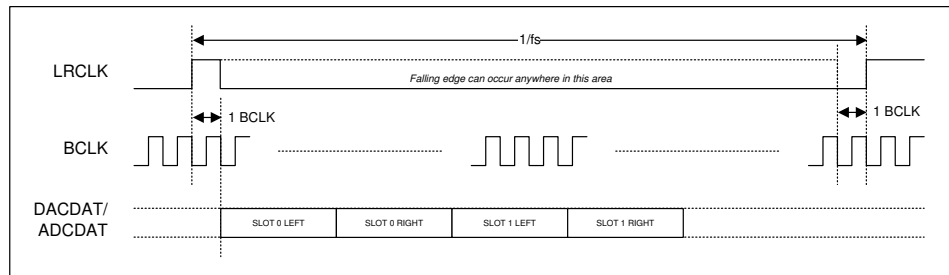 1/fs
LRCLK
Falling edge can occur anywhere in this area
1 BCLK
1 BCLK
BCLK
DACDAT/
ADCDAT
SLOT 0 LEFT
SLOT 0 RIGHT
SLOT 1 LEFT
SLOT 1 RIGHT